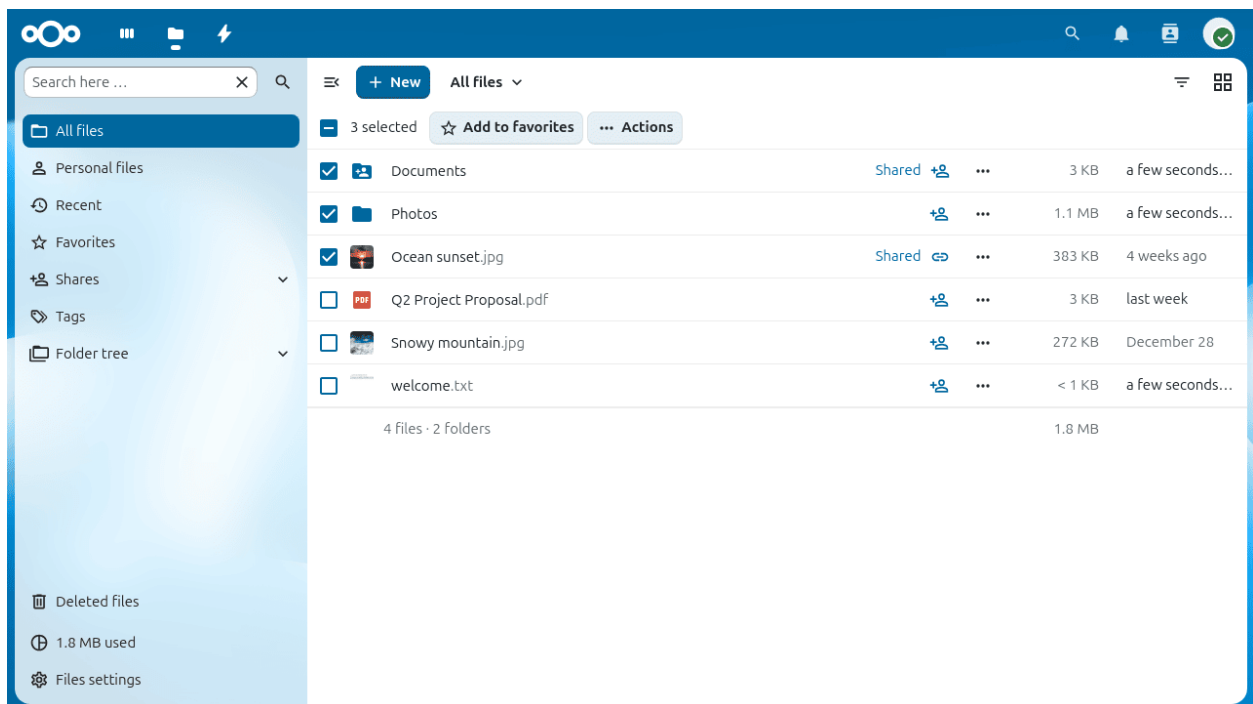 Search here ...
All files
Personal files
Recent
Favorites
Shares
Tags
Folder tree
Deleted files
1.8 MB used
Files settings
New All files
3 selected Add to favorites Actions
Documents Shared 3 KB a few seconds...
Photos 1.1 MB a few seconds...
Ocean sunset.jpg Shared 383 KB 4 weeks ago
PDF Q2 Project Proposal.pdf 3 KB last week
Snowy mountain.jpg 272 KB December 28
welcome.txt < 1 KB a few seconds...
4 files · 2 folders 1.8 MB